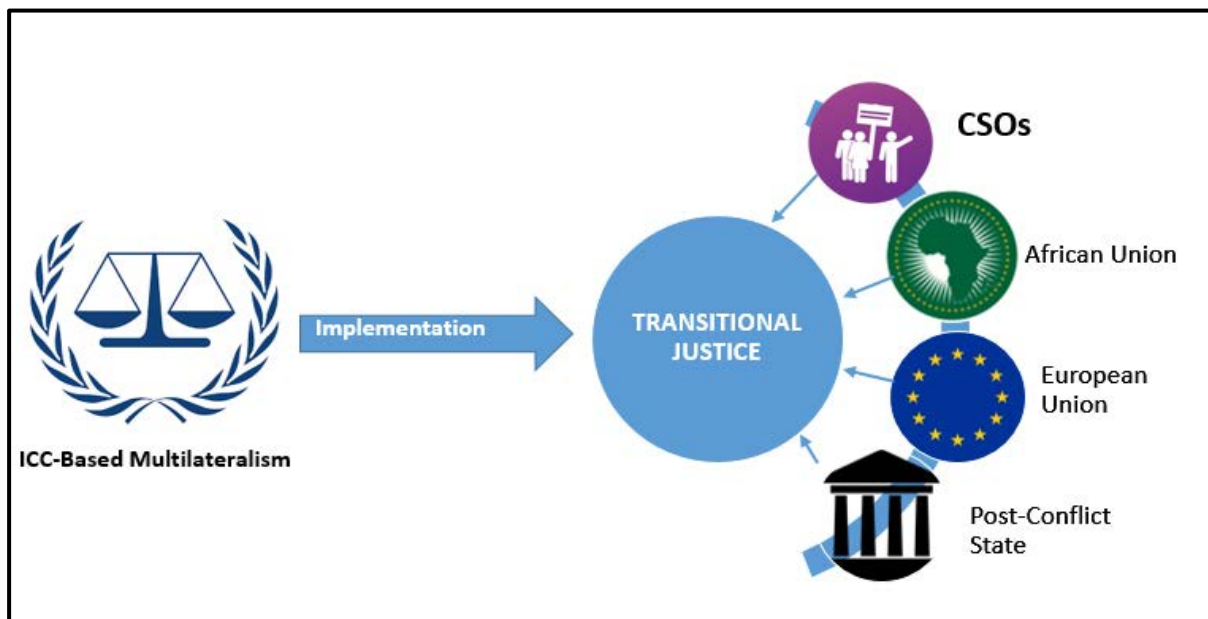 CSOs
African Union
Implementation
TRANSITIONAL
JUSTICE
European
Union
ICC-Based Multilateralism
Post-Conflict
State